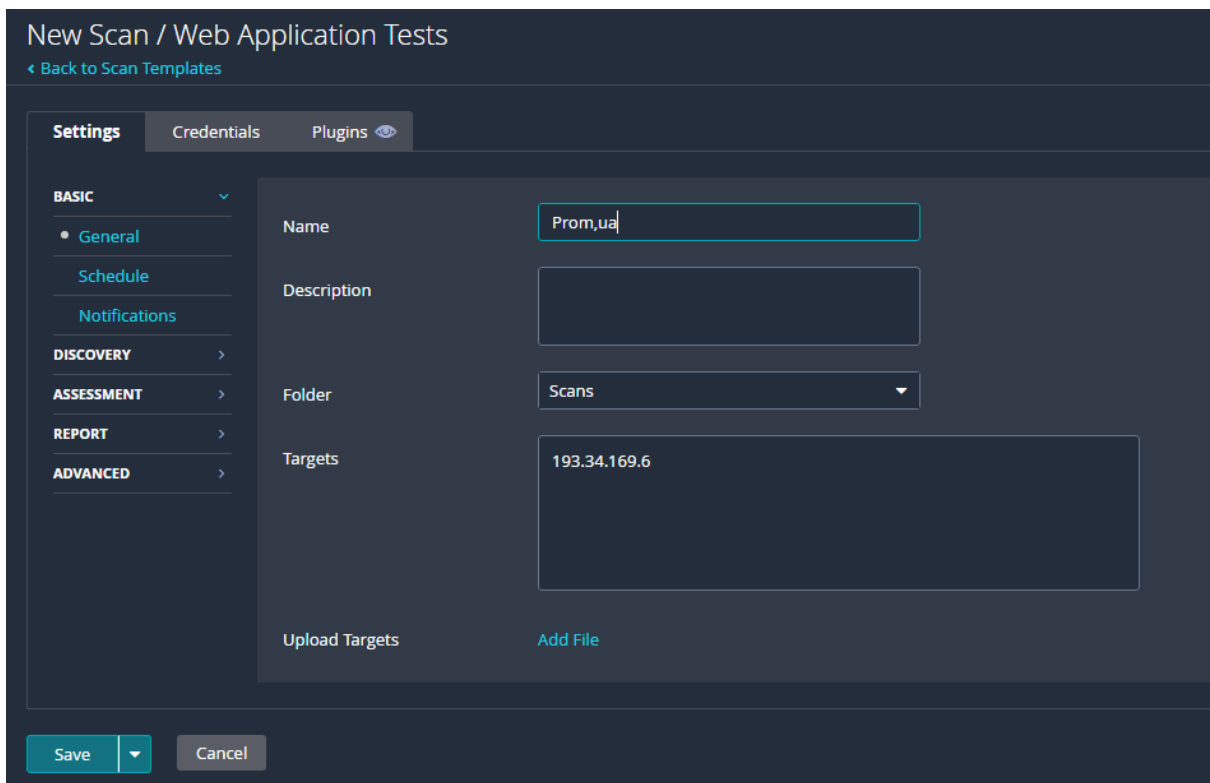 New Scan / Web Application Tests
Back to Scan Templates
Settings Credentials Plugins
BASIC
General
Schedule
Notifications
DISCOVERY
ASSESSMENT
REPORT
ADVANCED
Name Prom,ua
Description
Folder Scans
Targets 193.34.169.6
Upload Targets Add File
Save Cancel